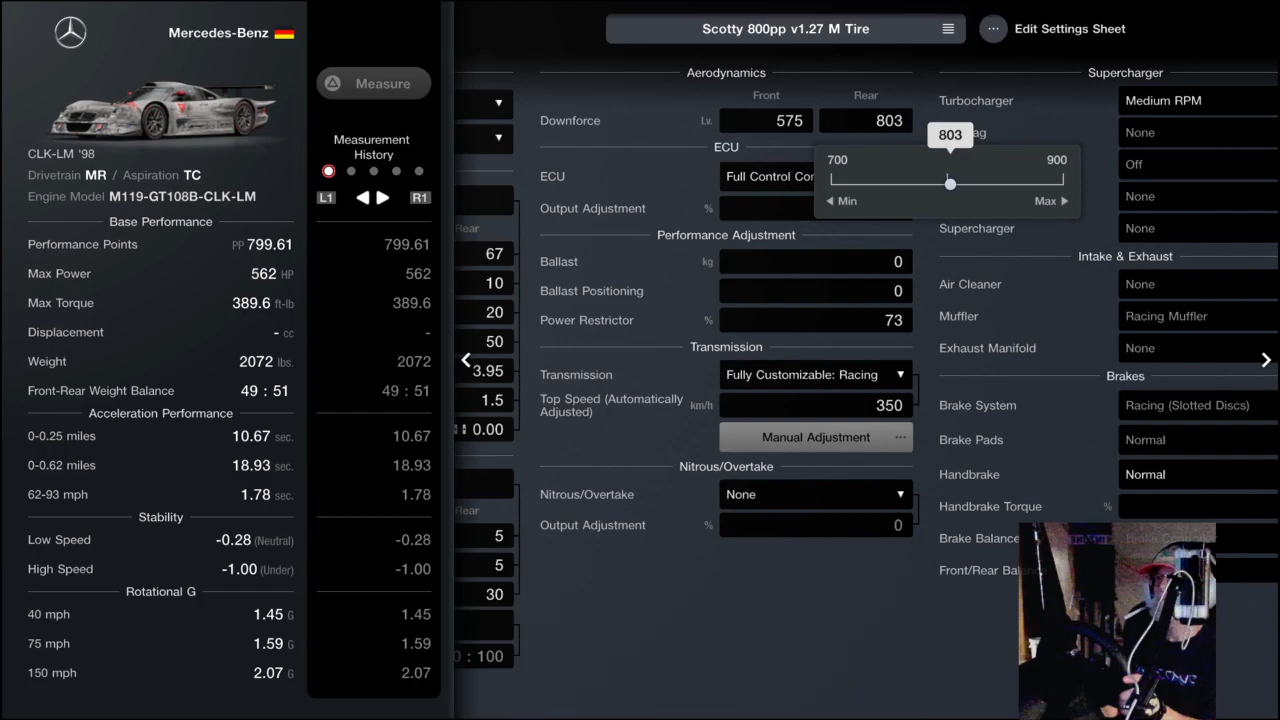 Mercedes-Benz
CLK-LM '98
Drivetrain MR / Aspiration TC
Engine Model M119-GT108B-CLK-LM
Base Performance
Performance Points PP 799.61
Max Power 562 HP
Max Torque 389.6 ft-lb
Displacement - cc
Weight 2072 lbs.
Front-Rear Weight Balance 49 : 51
Acceleration Performance
0-0.25 miles 10.67 sec.
0-0.62 miles 18.93 sec.
62-93 mph 1.78 sec.
Stability
Low Speed -0.28 (Neutral)
High Speed -1.00 (Under)
Rotational G
40 mph 1.45 G
75 mph 1.59 G
150 mph 2.07 G
Measure
Measurement
History
L1 R1
799.61
562
389.6
-
2072
49 : 51
10.67
18.93
1.78
-0.28
-1.00
1.45
1.59
2.07
Scotty 800pp v1.27 M Tire
Edit Settings Sheet
Rear
67
10
20
50
3.95
1.5
0.00
Rear
5
5
30
0 : 100
Aerodynamics
Front Rear
Downforce Lv. 575 803
ECU
ECU Full Control Com
Output Adjustment %
Performance Adjustment
Ballast kg 0
Ballast Positioning 0
Power Restrictor % 73
Transmission
Transmission Fully Customizable: Racing
Top Speed (Automatically
Adjusted) km/h 350
Manual Adjustment
Nitrous/Overtake
Nitrous/Overtake None
Output Adjustment % 0
803
700 900
Min Max
Supercharger
Turbocharger Medium RPM
None
Off
None
Supercharger None
Intake & Exhaust
Air Cleaner None
Muffler Racing Muffler
Exhaust Manifold None
Brakes
Brake System Racing (Slotted Discs)
Brake Pads Normal
Handbrake Normal
Handbrake Torque %
Brake Balance
Front/Rear Bala